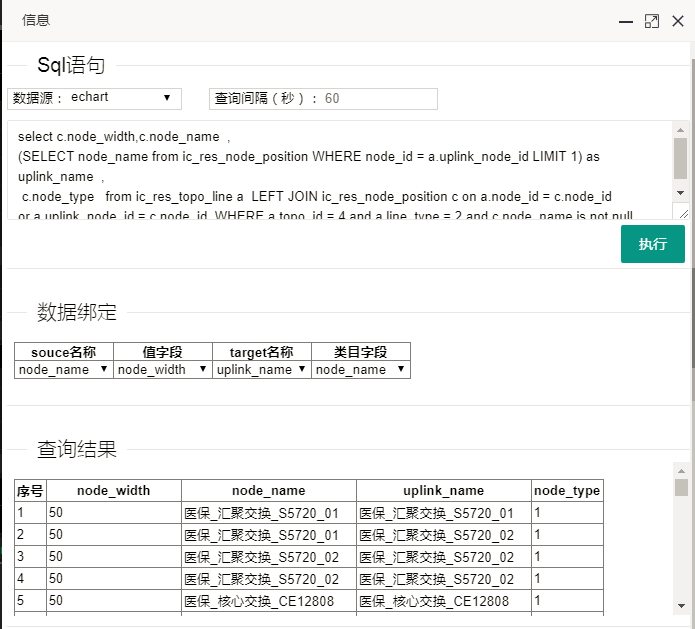 信息
Sql语句
数据源： echart
查询间隔（秒）： 60
select c.node_width,c.node_name ,
(SELECT node_name from ic_res_node_position WHERE node_id = a.uplink_node_id LIMIT 1) as
uplink_name ,
c.node_type from ic_res_topo_line a LEFT JOIN ic_res_node_position c on a.node_id = c.node_id
or a.uplink_node_id = c.node_id WHERE a.topo_id = 4 and a.line_type = 2 and c.node_name is not null
执行
数据绑定
souce名称 值字段 target名称 类目字段
node_name node_width uplink_name node_name
查询结果
序号 node_width node_name uplink_name node_type
1 50 医保_汇聚交换_S5720_01 医保_汇聚交换_S5720_01 1
2 50 医保_汇聚交换_S5720_01 医保_汇聚交换_S5720_02 1
3 50 医保_汇聚交换_S5720_02 医保_汇聚交换_S5720_02 1
4 50 医保_汇聚交换_S5720_02 医保_汇聚交换_S5720_02 1
5 50 医保_核心交换_CE12808 医保_核心交换_CE12808 1